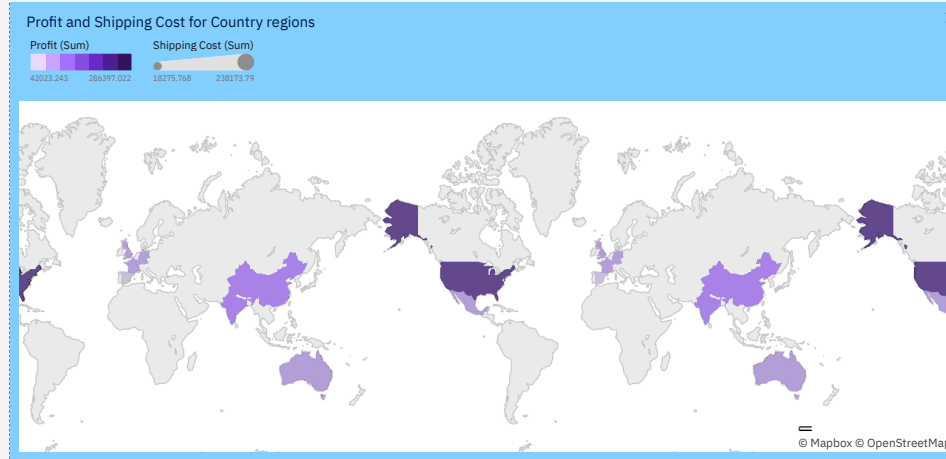 Profit and Shipping Cost for Country regions
Profit (Sum) Shipping Cost (Sum)
42023.243 286397.022 18275.768 238173.79
© Mapbox © OpenStreetMap